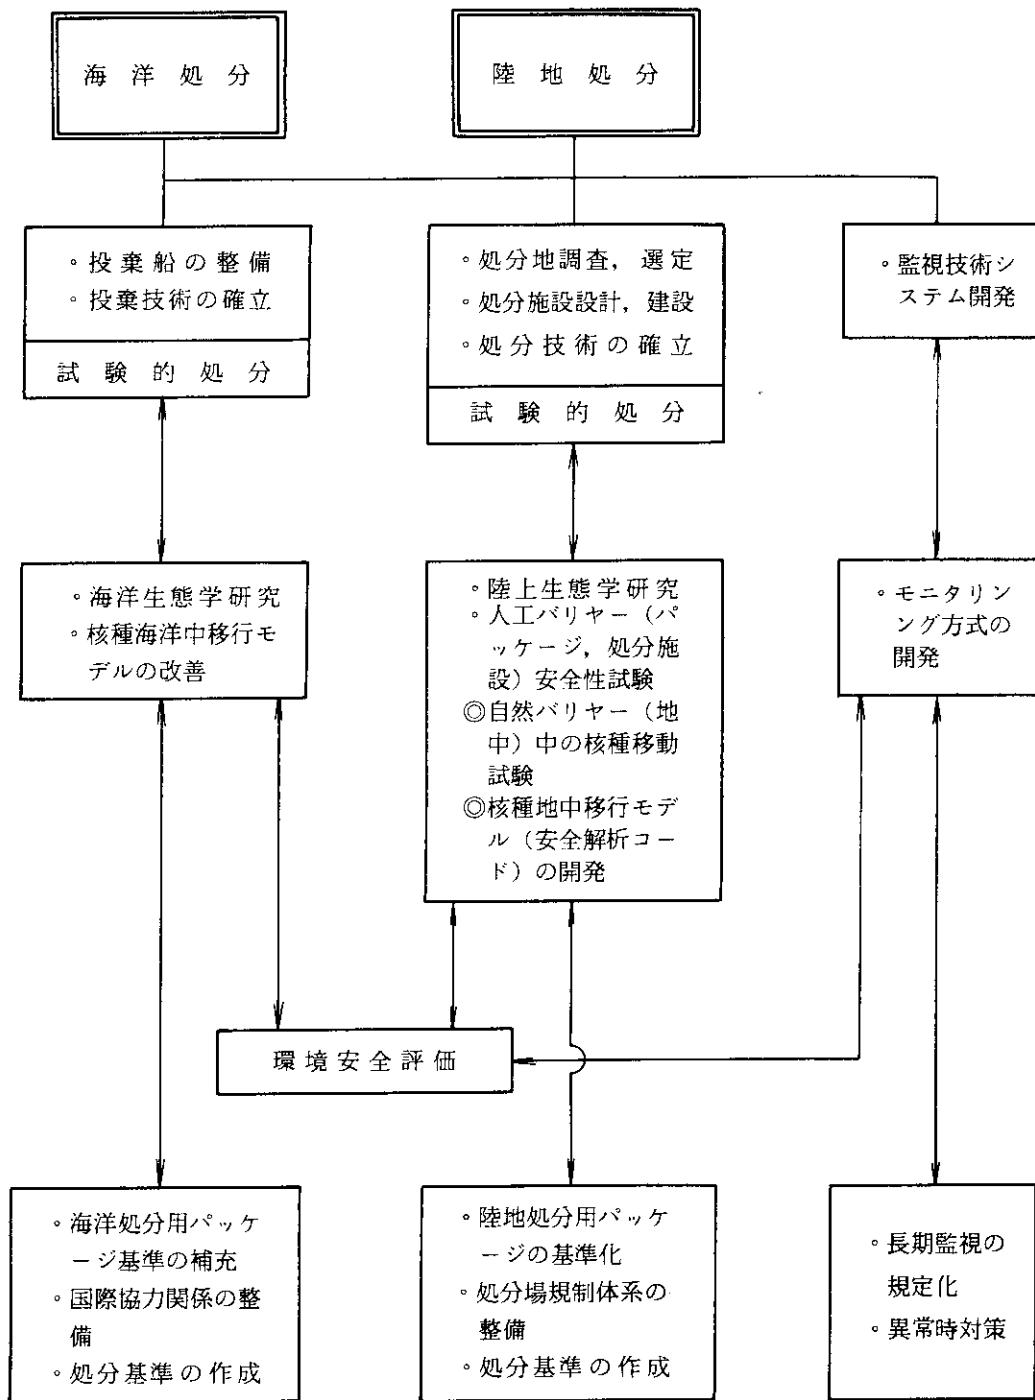 海洋処分
陸地処分
◦投棄船の整備
◦投棄技術の確立
試験的処分
◦処分地調査，選定
◦処分施設設計，建設
◦処分技術の確立
試験的処分
◦監視技術シ
ステム開発
◦海洋生態学研究
◦核種海洋中移行モ
デルの改善
◦陸上生態学研究
◦人工バリヤー（パ
ッケージ，処分施
設）安全性試験
◎自然バリヤー（地
中）中の核種移動
試験
◎核種地中移行モデ
ル（安全解析コー
ド）の開発
◦モニタリン
ング方式の
開発
環境安全評価
◦海洋処分用パッケ
ージ基準の補充
◦国際協力関係の整
備
◦処分基準の作成
◦陸地処分用パッケ
ージの基準化
◦処分場規制体系の
整備
◦処分基準の作成
◦長期監視の
規定化
◦異常時対策